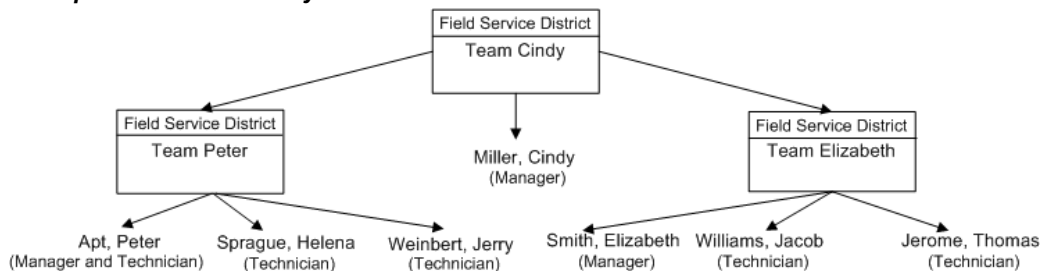 Field Service District
Team Cindy
Field Service District
Team Peter
Miller, Cindy
(Manager)
Field Service District
Team Elizabeth
Apt, Peter
(Manager and Technician)
Sprague, Helena
(Technician)
Weinbert, Jerry
(Technician)
Smith, Elizabeth
(Manager)
Williams, Jacob
(Technician)
Jerome, Thomas
(Technician)